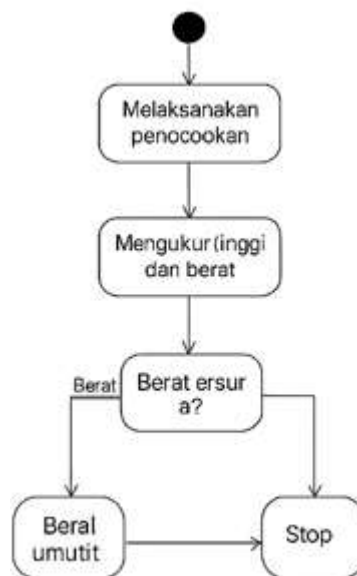 Melaksanakan
penocookan
Mengukur(inggi
dan berat
Berat
Berat ersur
a?
Beral
umutit
Stop